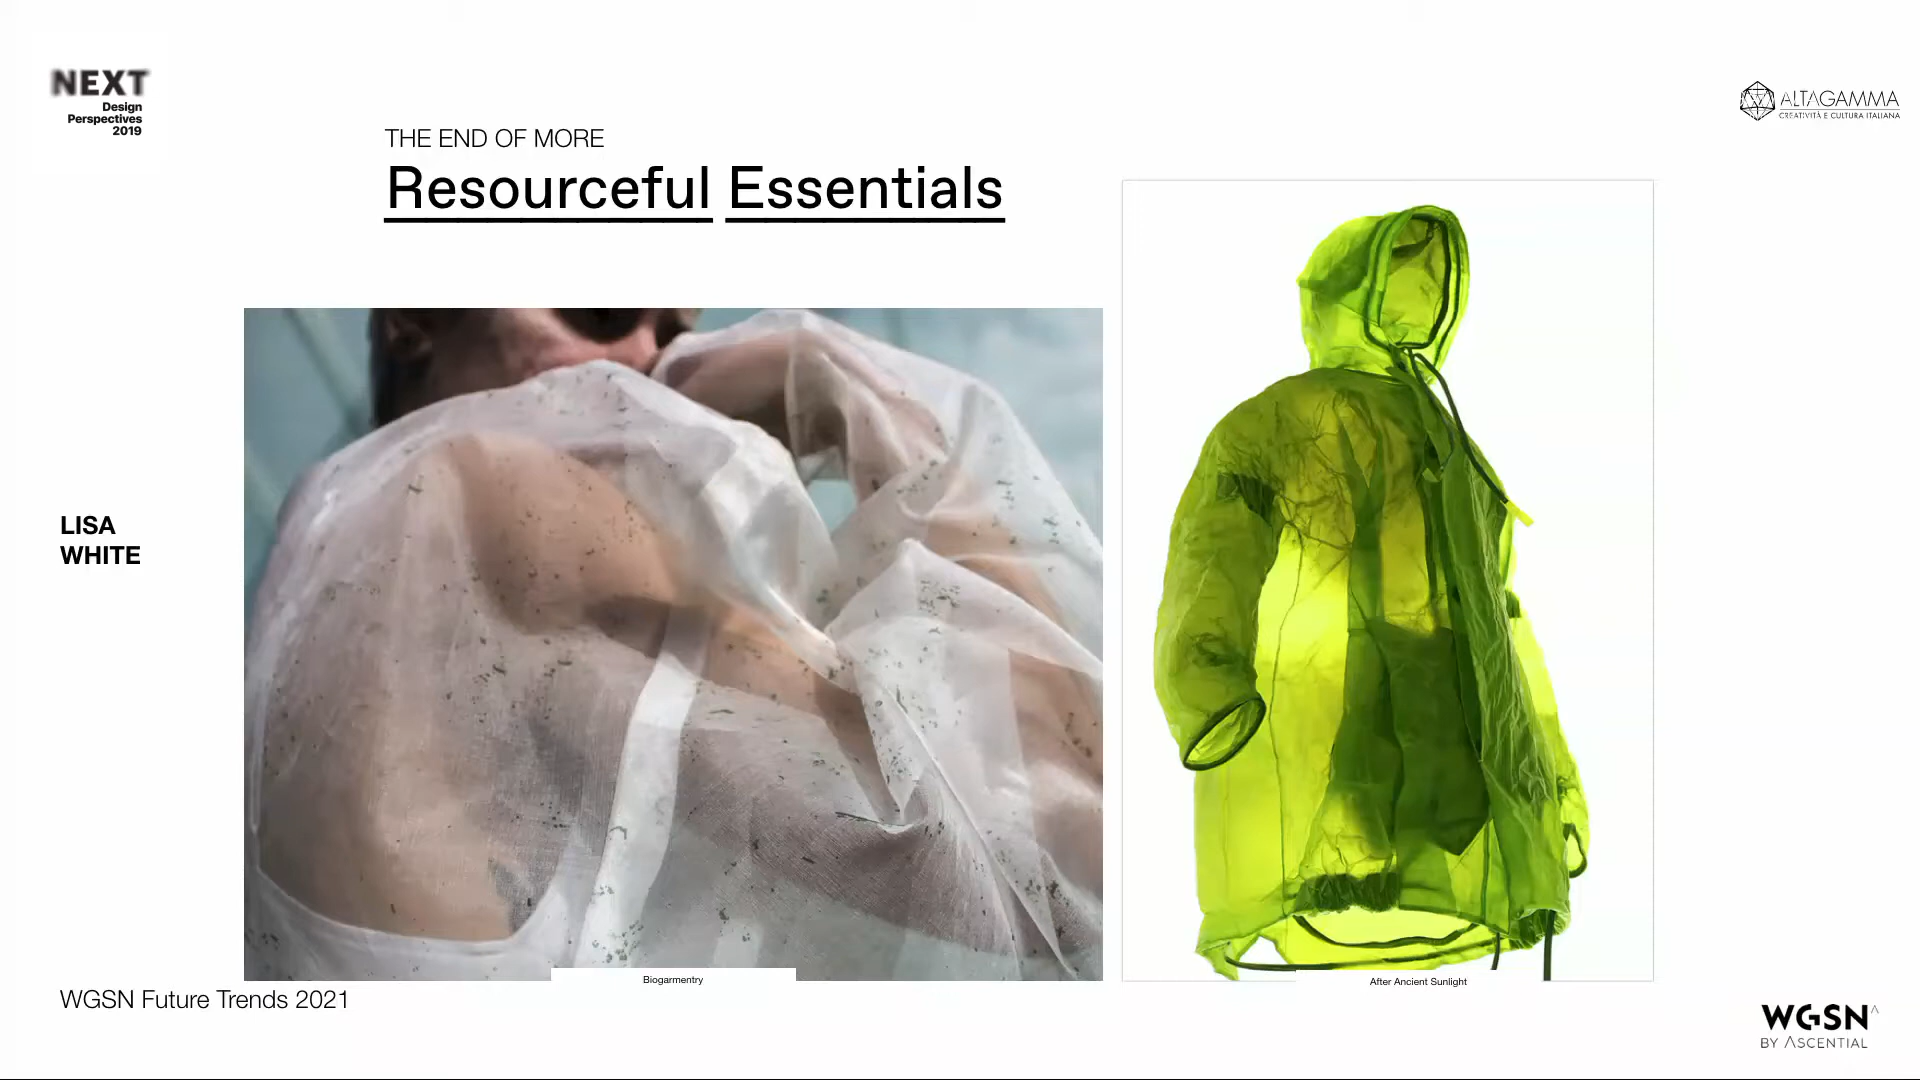 NEXT
Design
Perspectives
2019
ALTAGAMMA
CREATIVITÀ E CULTURA ITALIANA
THE END OF MORE
Resourceful Essentials
LISA
WHITE
Biogarmentry
After Ancient Sunlight
WGSN Future Trends 2021
WGSN
BY ASCENTIAL